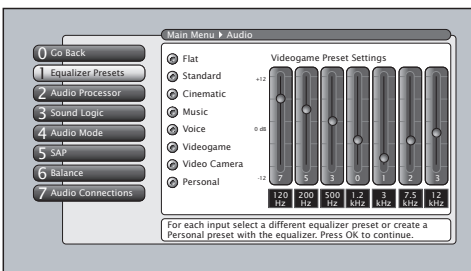 Main Menu Audio
0 Go Back
1 Equalizer Presets
2 Audio Processor
3 Sound Logic
4 Audio Mode
5 SAP
6 Balance
7 Audio Connections
Flat
Standard
Cinematic
Music
Voice
Videogame
Video Camera
Personal
Videogame Preset Settings
+12
0 dB
-12
7 5 3 0 1 2 3
120 Hz 200 Hz 500 Hz 1.2 kHz 3 kHz 7.5 kHz 12 kHz
For each input select a different equalizer preset or create a
Personal preset with the equalizer. Press OK to continue.